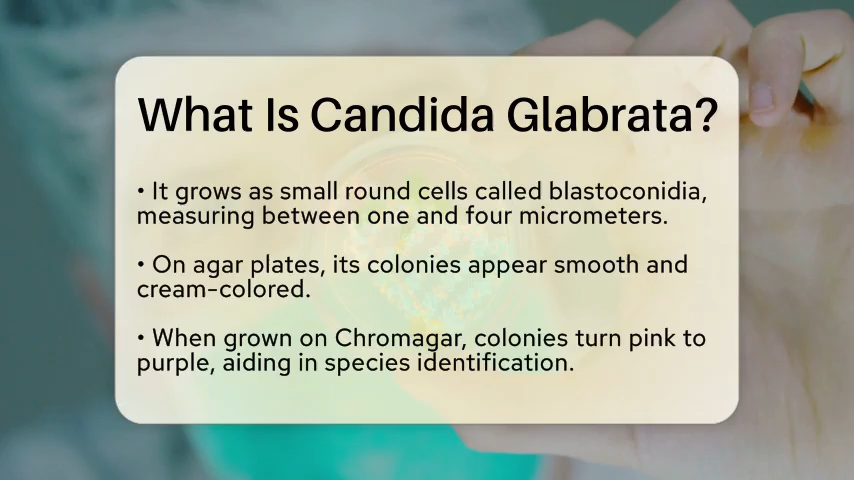 What Is Candida Glabrata?
• It grows as small round cells called blastoconidia,
measuring between one and four micrometers.
• On agar plates, its colonies appear smooth and
cream-colored.
• When grown on Chromagar, colonies turn pink to
purple, aiding in species identification.